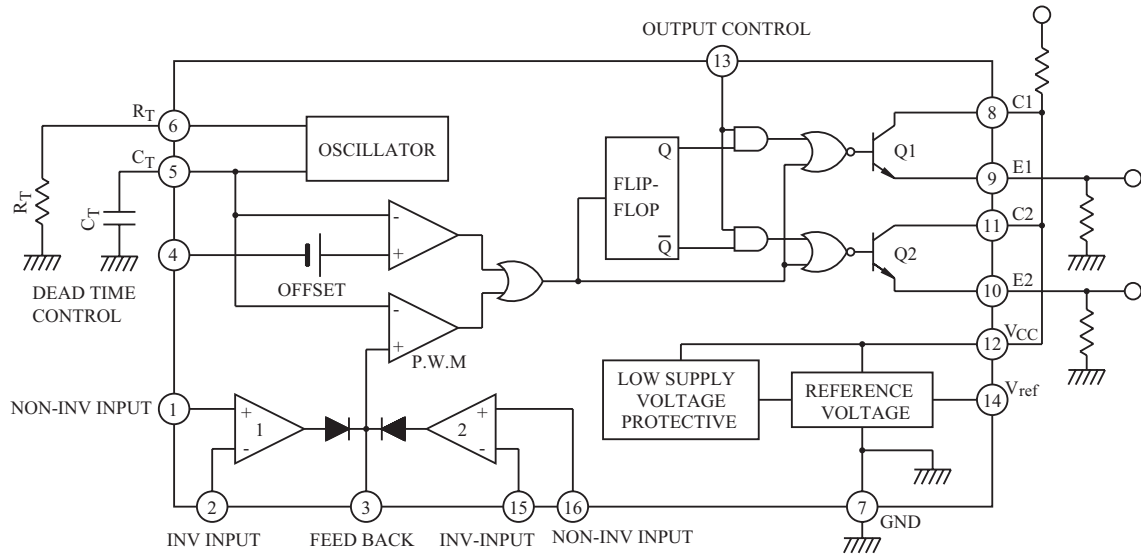 OUTPUT CONTROL
13
RT
6
OSCILLATOR
8
C1
CT
5
Q
FLIP-
FLOP
Q
Q1
9
E1
RT
CT
4
-
+
OFFSET
11
C2
Q2
DEAD TIME
CONTROL
-
+
P.W.M
10
E2
12
VCC
LOW SUPPLY
VOLTAGE
PROTECTIVE
REFERENCE
VOLTAGE
14
Vref
NON-INV INPUT
1
+
1
-
+
2
-
2
3
15
16
7
GND
INV INPUT
FEED BACK
INV-INPUT
NON-INV INPUT